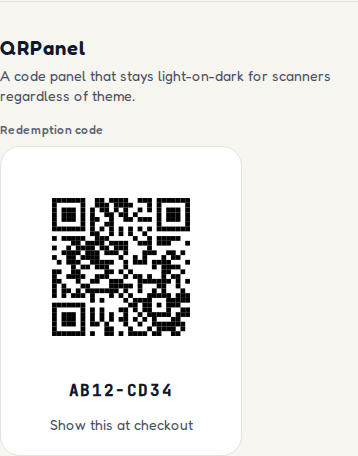 QRPanel
A code panel that stays light-on-dark for scanners
regardless of theme.
Redemption code
AB12-CD34
Show this at checkout